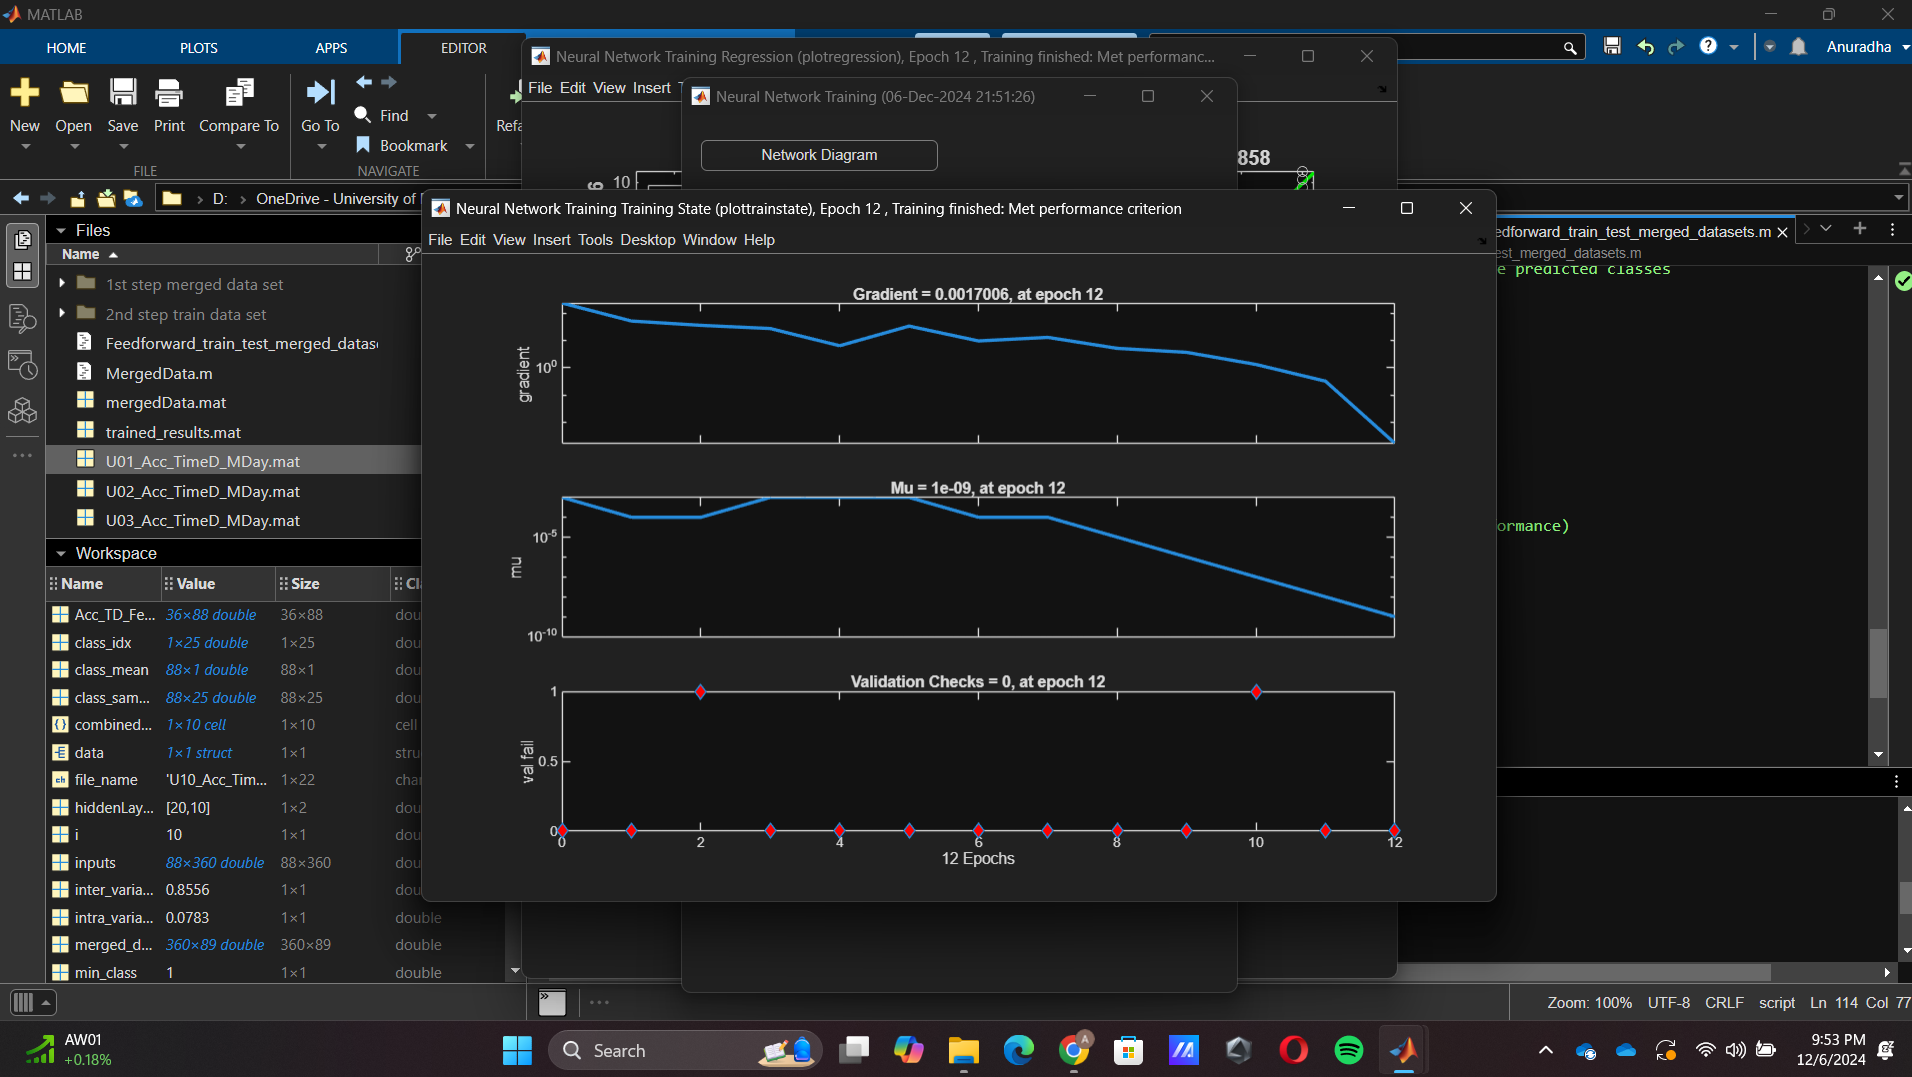 MATLAB
HOME PLOTS APPS EDITOR
Anuradha
New Open Save Print Compare To
Go To Find Bookmark
FILE NAVIGATE
Neural Network Training Regression (plotregression), Epoch 12 , Training finished: Met performanc...
File Edit View Insert
Neural Network Training (06-Dec-2024 21:51:26)
Network Diagram
858
10
D: OneDrive - University of
Neural Network Training Training State (plottrainstate), Epoch 12 , Training finished: Met performance criterion
File Edit View Insert Tools Desktop Window Help
edforward_train_test_merged_datasets.m
est_merged_datasets.m
e predicted classes
ormance)
Files
Name
1st step merged data set
2nd step train data set
Feedforward_train_test_merged_datas
MergedData.m
mergedData.mat
trained_results.mat
U01_Acc_TimeD_MDay.mat
U02_Acc_TimeD_MDay.mat
U03_Acc_TimeD_MDay.mat
Workspace
Name Value Size Cl
Acc_TD_Fe... 36×88 double 36×88 dou
class_idx 1×25 double 1×25 dou
class_mean 88×1 double 88×1 dou
class_sam... 88×25 double 88×25 dou
combined... 1×10 cell 1×10 cell
data 1×1 struct 1×1 stru
file_name 'U10_Acc_Tim... 1×22 cha
hiddenLay... [20,10] 1×2 dou
i 10 1×1 dou
inputs 88×360 double 88×360 dou
inter_varia... 0.8556 1×1 dou
intra_varia... 0.0783 1×1 double
merged_d... 360×89 double 360×89 double
min_class 1 1×1 double
Gradient = 0.0017006, at epoch 12
gradient
10⁰
Mu = 1e-09, at epoch 12
mu
10⁻⁵
10⁻¹⁰
Validation Checks = 0, at epoch 12
val fail
1
0.5
0
0 2 4 6 8 10 12
12 Epochs
Zoom: 100% UTF-8 CRLF script Ln 114 Col 77
AW01
+0.18%
Search
9:53 PM
12/6/2024